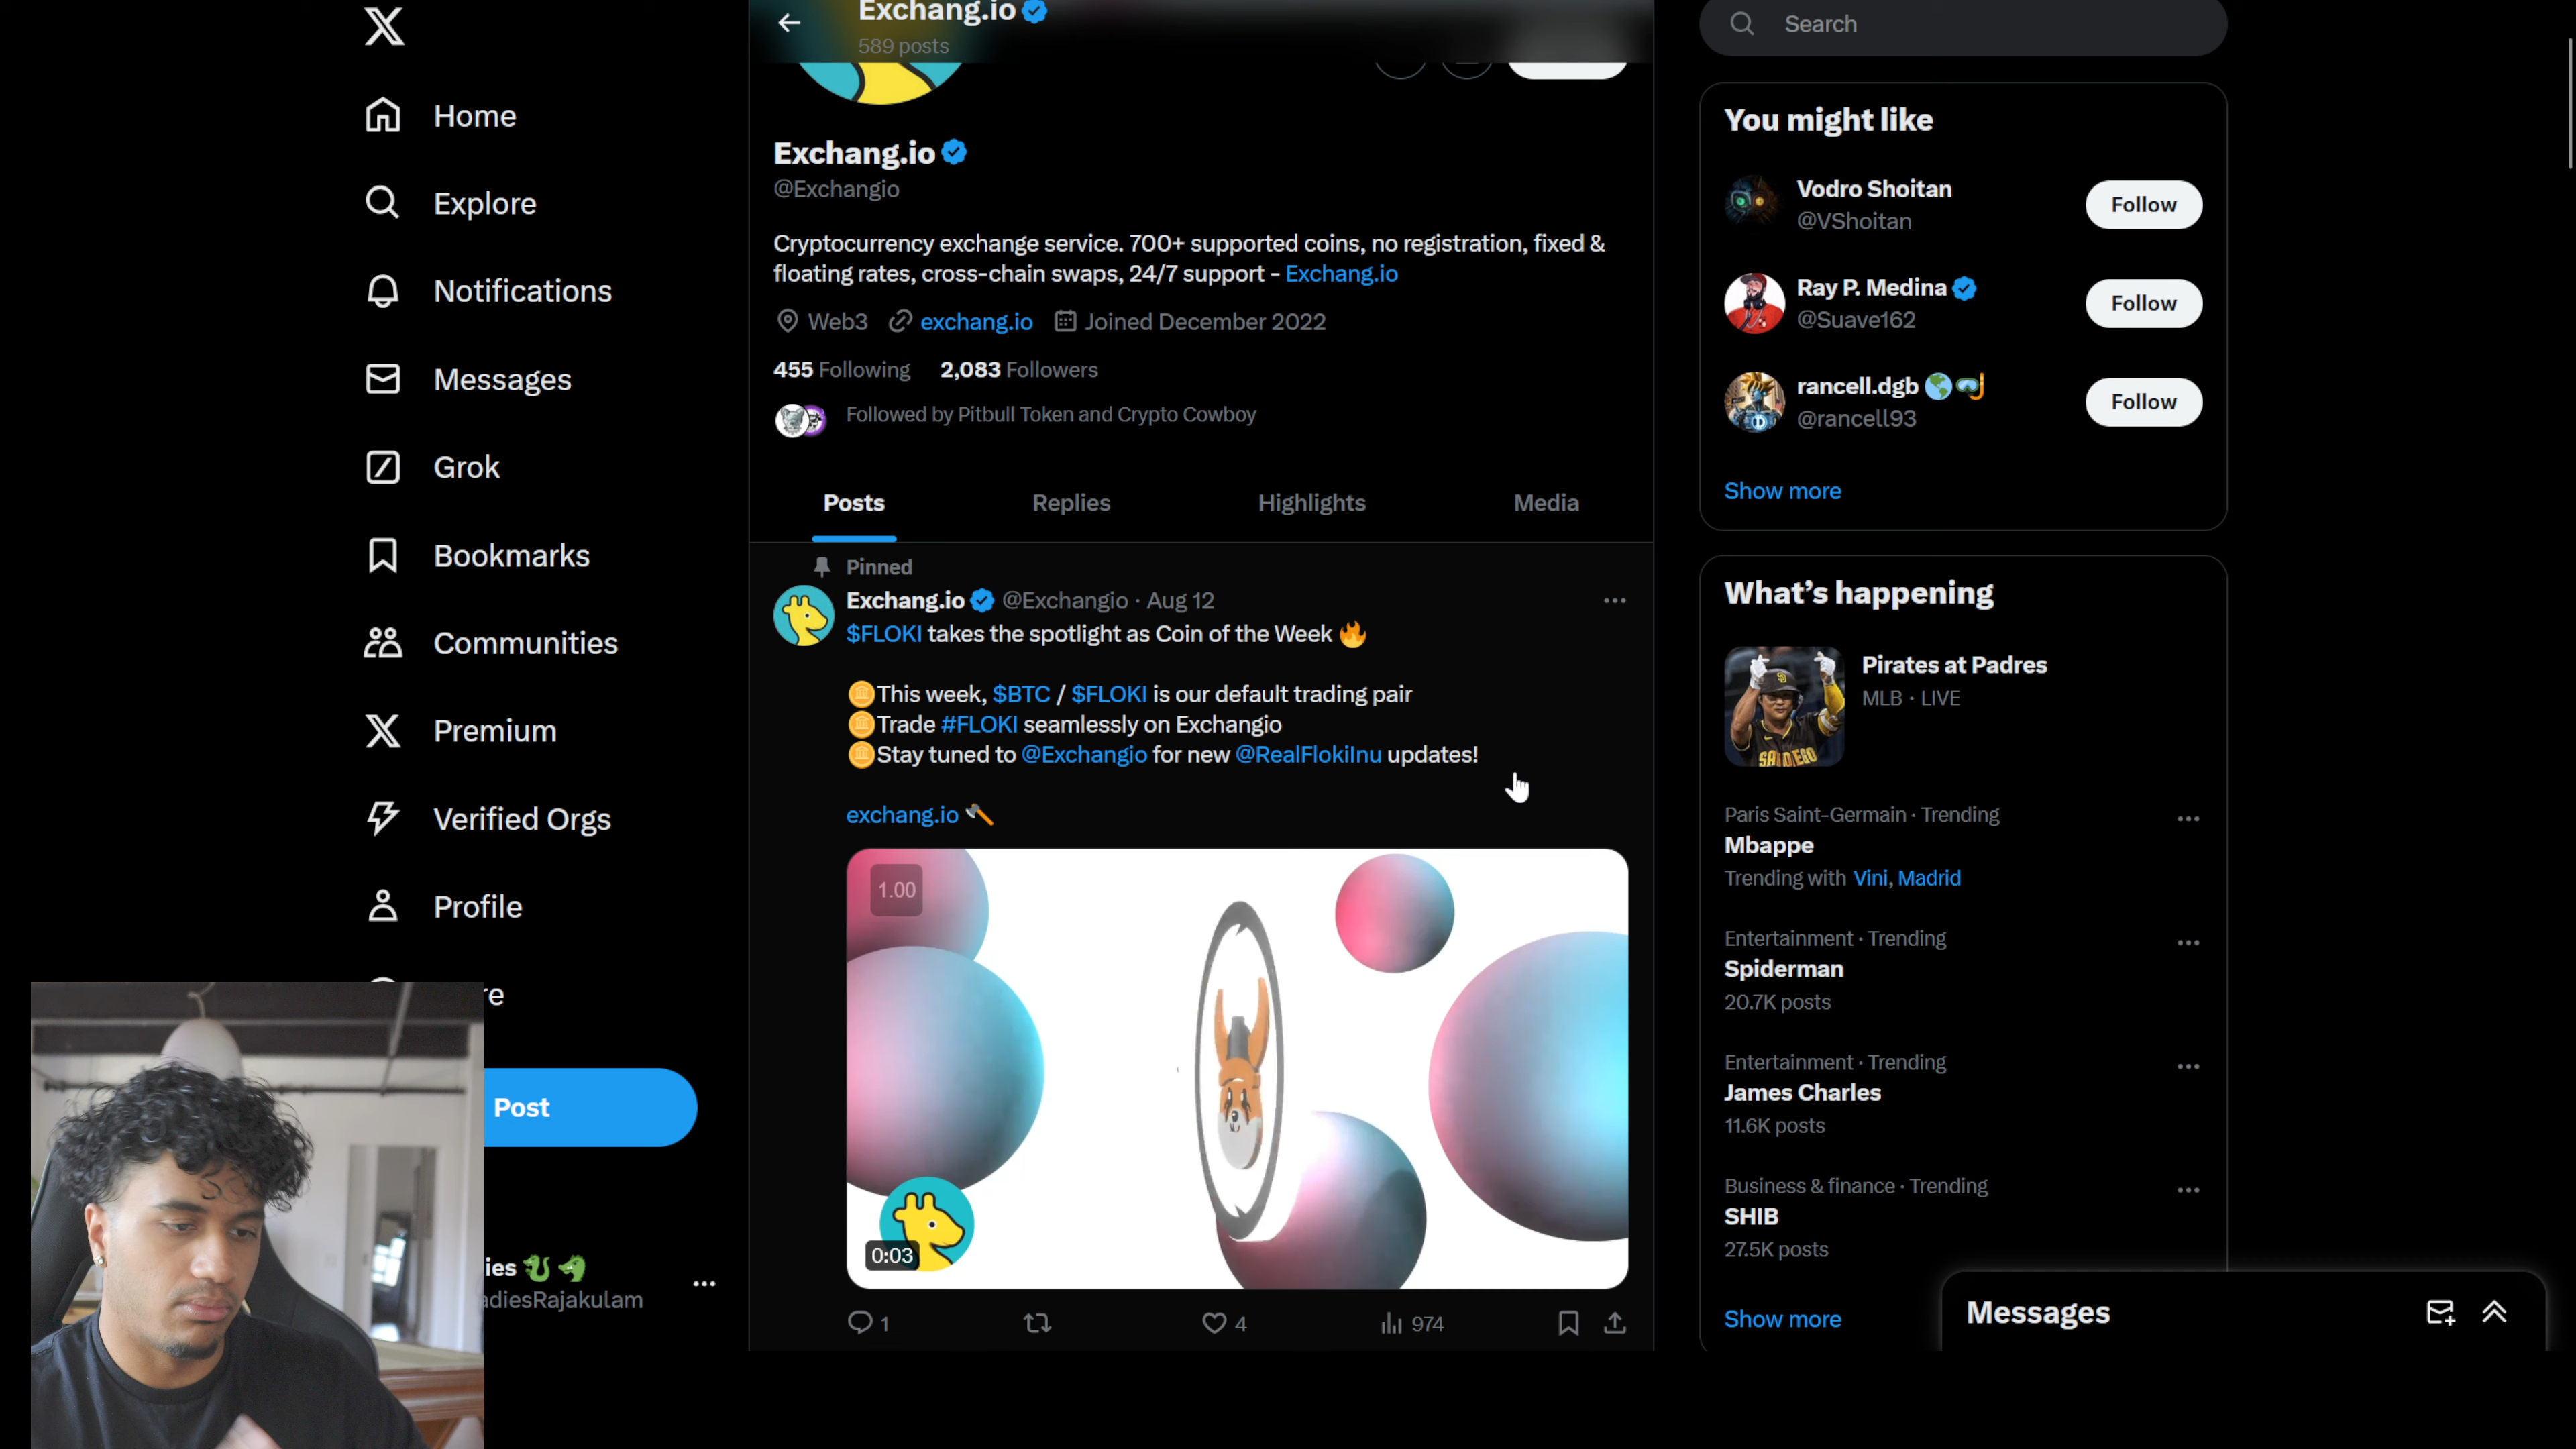 Home
Explore
Notifications
Messages
Grok
Bookmarks
Communities
Premium
Verified Orgs
Profile
re
Post
ies
adiesRajakulam
Exchang.io
589 posts
Exchang.io
@Exchangio
Cryptocurrency exchange service. 700+ supported coins, no registration, fixed &
floating rates, cross-chain swaps, 24/7 support - Exchang.io
Web3 exchang.io Joined December 2022
455 Following 2,083 Followers
Followed by Pitbull Token and Crypto Cowboy
Posts Replies Highlights Media
Pinned
Exchang.io @Exchangio · Aug 12
$FLOKI takes the spotlight as Coin of the Week 🔥
This week, $BTC / $FLOKI is our default trading pair
Trade #FLOKI seamlessly on Exchangio
Stay tuned to @Exchangio for new @RealFlokiInu updates!
exchang.io 🪓
1.00
0:03
1 4 974
Search
You might like
Vodro Shoitan
@VShoitan
Follow
Ray P. Medina
@Suave162
Follow
rancell.dgb 🌎🤿
@rancell93
Follow
Show more
What's happening
Pirates at Padres
MLB · LIVE
Paris Saint-Germain · Trending
Mbappe
Trending with Vini, Madrid
Entertainment · Trending
Spiderman
20.7K posts
Entertainment · Trending
James Charles
11.6K posts
Business & finance · Trending
SHIB
27.5K posts
Show more
Messages